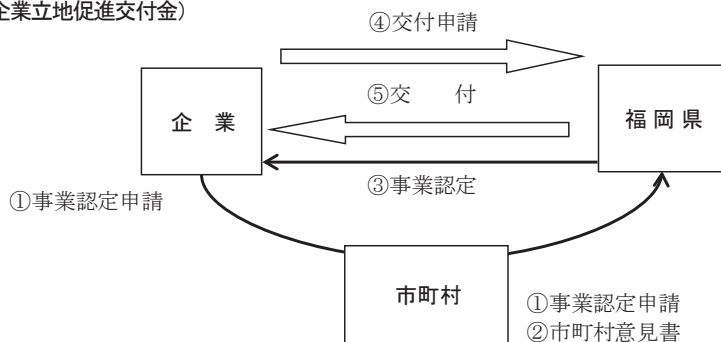 企業立地促進交付金）
④交付申請
⑤交　　付
企　業
福岡県
③事業認定
①事業認定申請
市町村
①事業認定申請
②市町村意見書